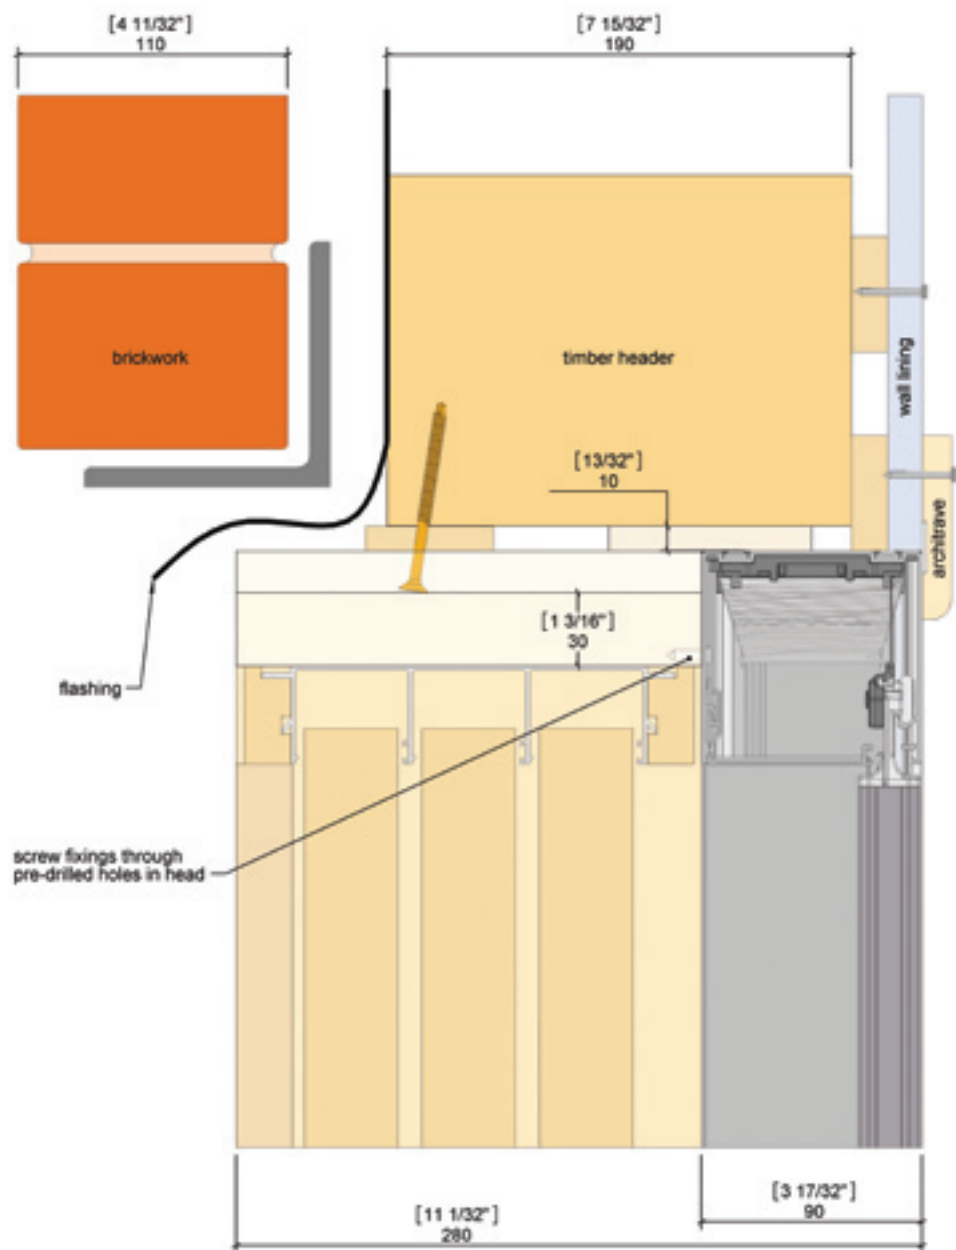 [4 11/32"]
110
[7 15/32"]
190
brickwork
timber header
wall lining
[13/32"]
10
architrave
[1 3/16"]
30
flashing
screw fixings through
pre-drilled holes in head
[11 1/32"]
280
[3 17/32"]
90